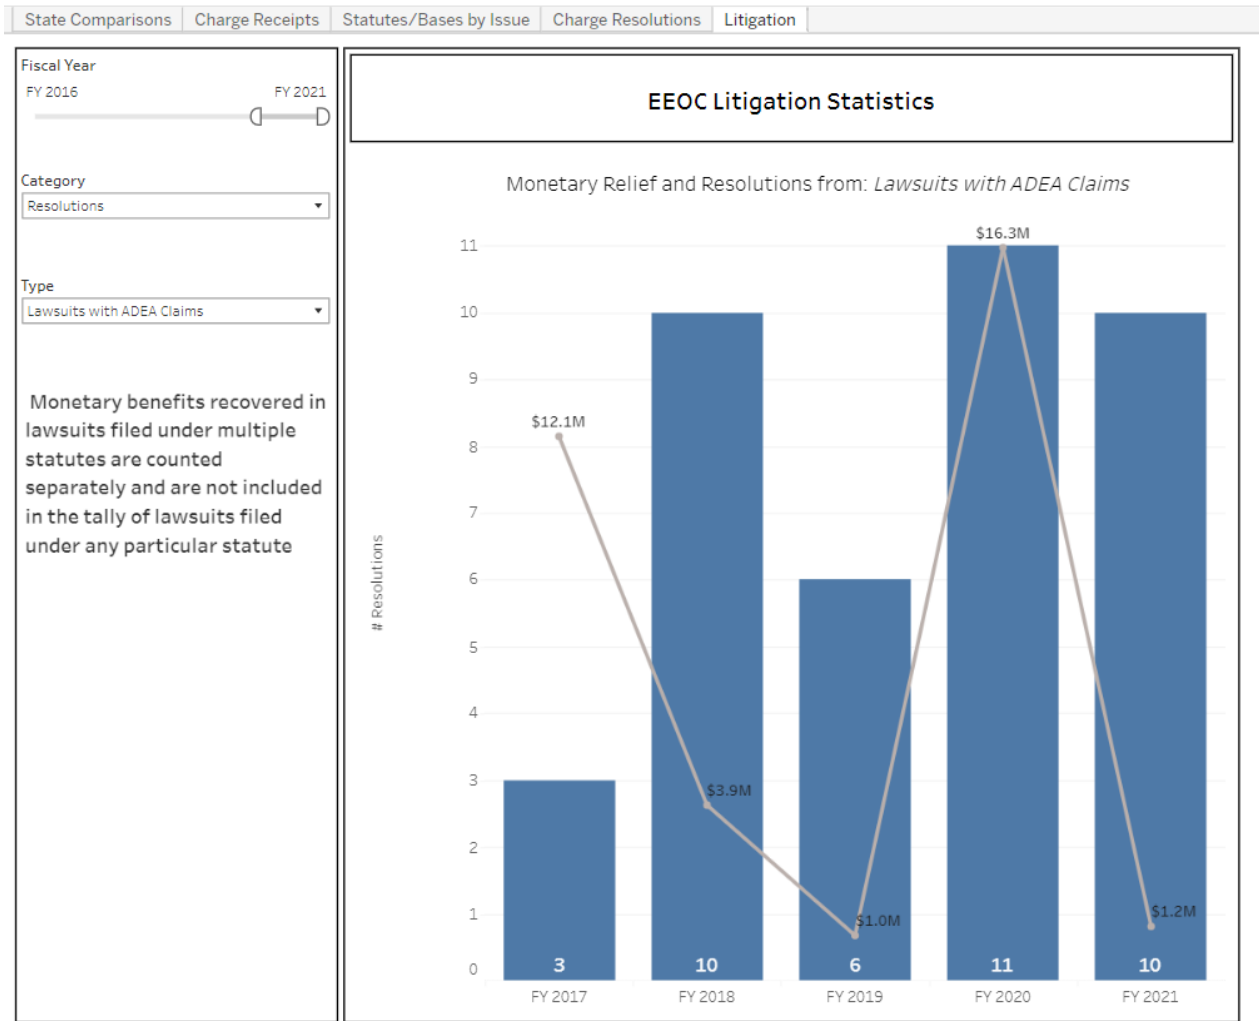 State Comparisons
Charge Receipts
Statutes/Bases by Issue
Charge Resolutions
Litigation
Fiscal Year
FY 2016
FY 2021
Category
Resolutions
Type
Lawsuits with ADEA Claims
Monetary benefits recovered in
lawsuits filed under multiple
statutes are counted
separately and are not included
in the tally of lawsuits filed
under any particular statute
EEOC Litigation Statistics
Monetary Relief and Resolutions from: Lawsuits with ADEA Claims
# Resolutions
11
10
9
8
7
6
5
4
3
2
1
0
$12.1M
$3.9M
$1.0M
$16.3M
$1.2M
3
10
6
11
10
FY 2017
FY 2018
FY 2019
FY 2020
FY 2021